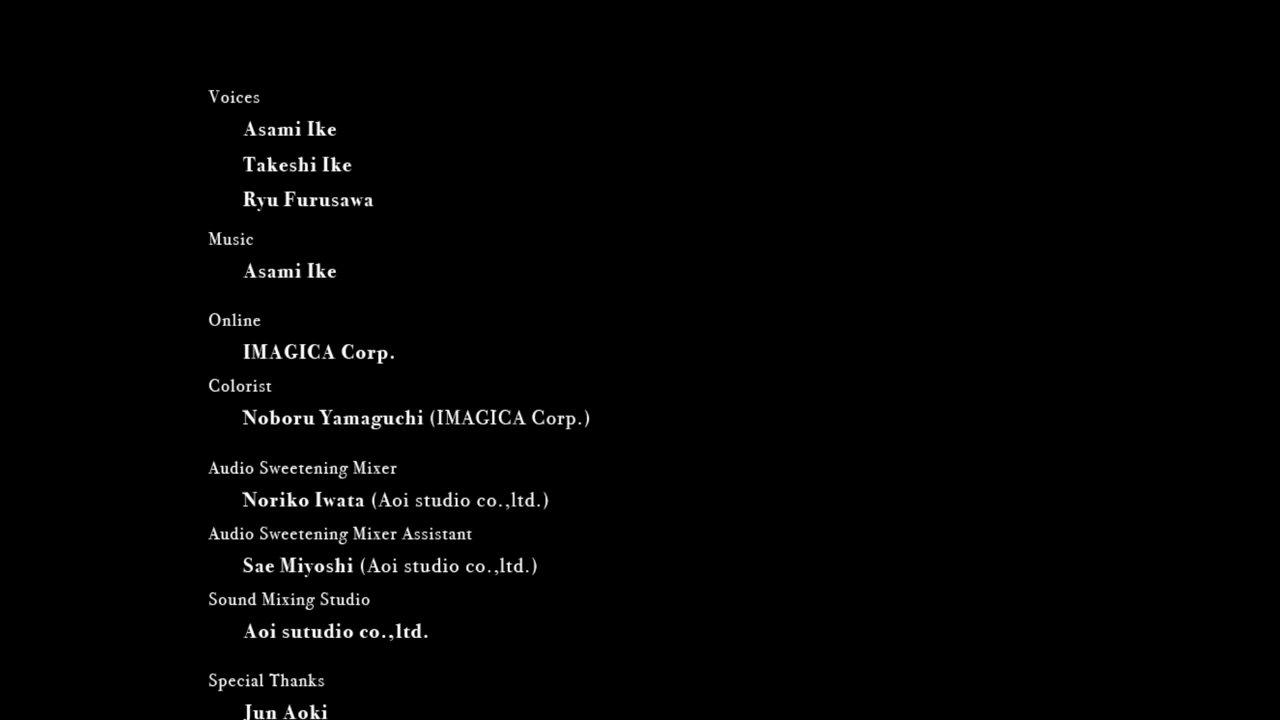 Voices
Asami Ike
Takeshi Ike
Ryu Furusawa
Music
Asami Ike
Online
IMAGICA Corp.
Colorist
Noboru Yamaguchi (IMAGICA Corp.)
Audio Sweetening Mixer
Noriko Iwata (Aoi studio co.,ltd.)
Audio Sweetening Mixer Assistant
Sae Miyoshi (Aoi studio co.,ltd.)
Sound Mixing Studio
Aoi sutudio co.,ltd.
Special Thanks
Jun Aoki